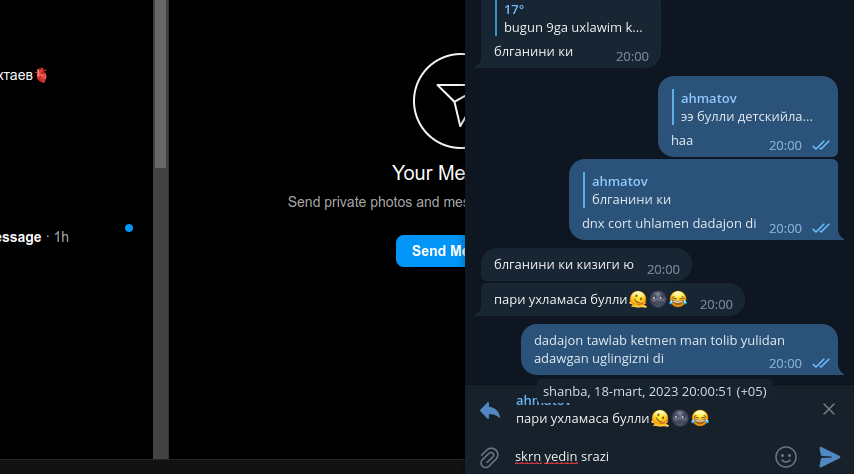 ктаев🫀
Your Me
Send private photos and mes
Send Me
essage · 1h
17°
bugun 9ga uxlawim k...
блганини ки
20:00
ahmatov
ээ булли детскийла...
haa
20:00
ahmatov
блганини ки
dnx cort uhlamen dadajon di
20:00
блганини ки кизиги ю
20:00
пари ухламаса булли🫠🌚😂
20:00
dadajon tawlab ketmen man tolib yulidan
adawgan uglingizni di
20:00
shanba, 18-mart, 2023 20:00:51 (+05)
ahmatov
пари ухламаса булли🫠🌚😂
skrn yedin srazi